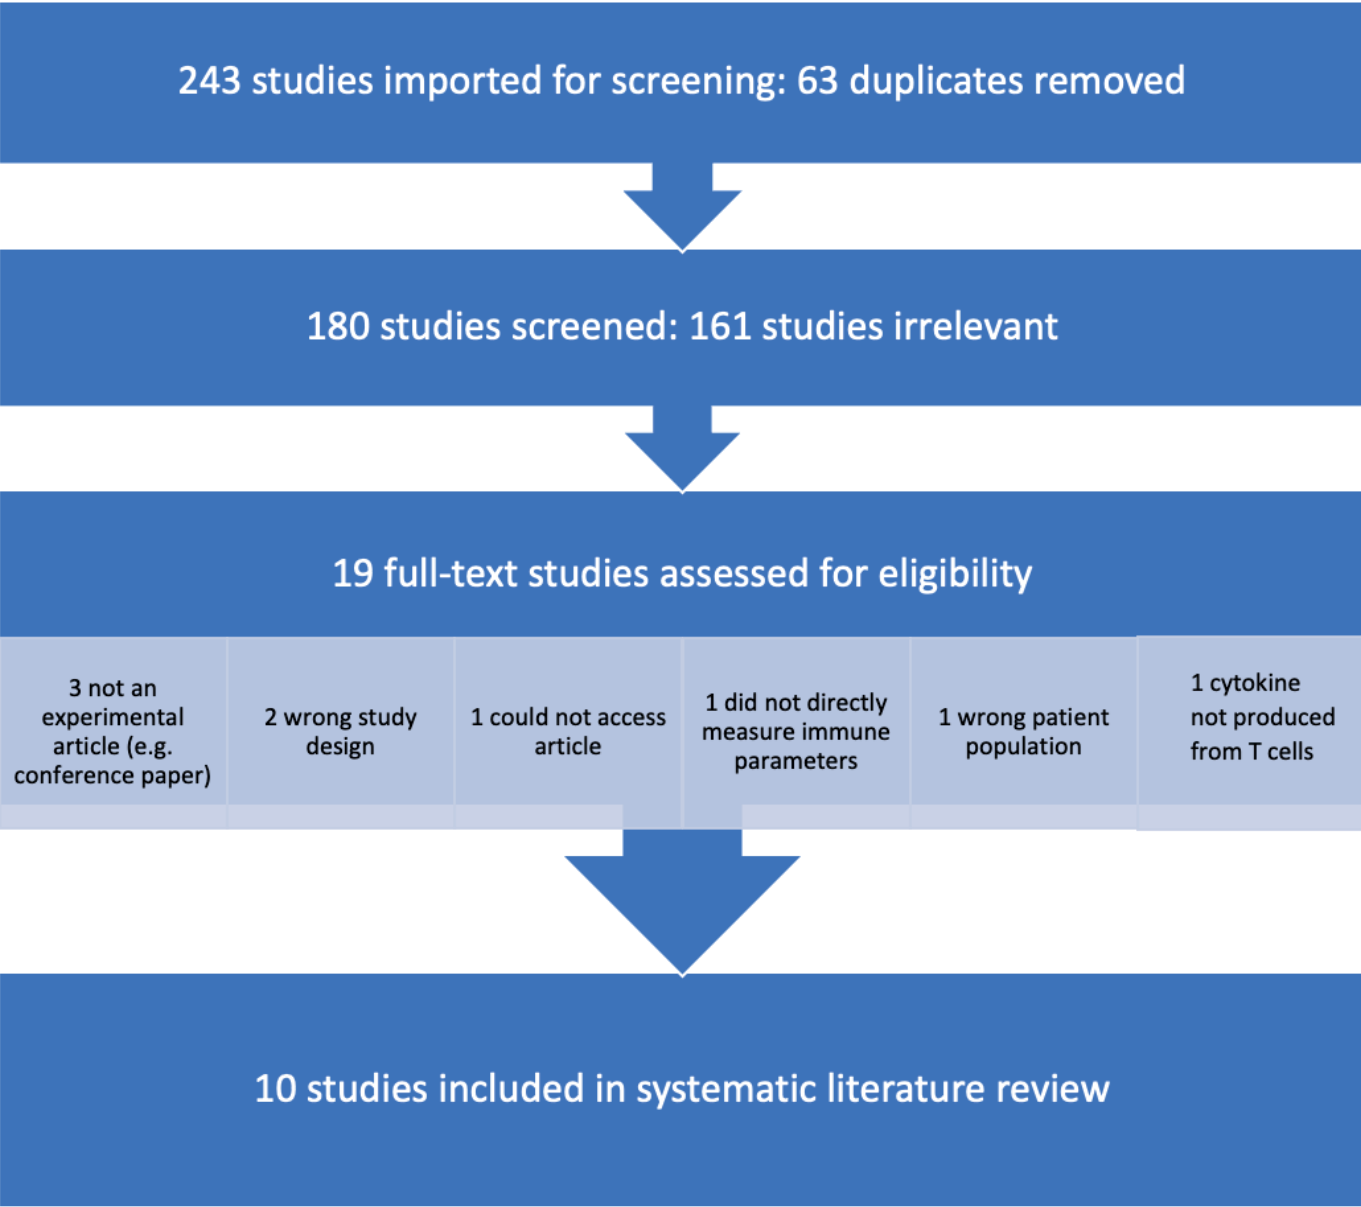 243 studies imported for screening: 63 duplicates removed
180 studies screened: 161 studies irrelevant
19 full-text studies assessed for eligibility
3 not an
experimental
article (e.g.
conference paper)
2 wrong study
design
1 could not access
article
1 did not directly
measure immune
parameters
1 wrong patient
population
1 cytokine
not produced
from T cells
10 studies included in systematic literature review